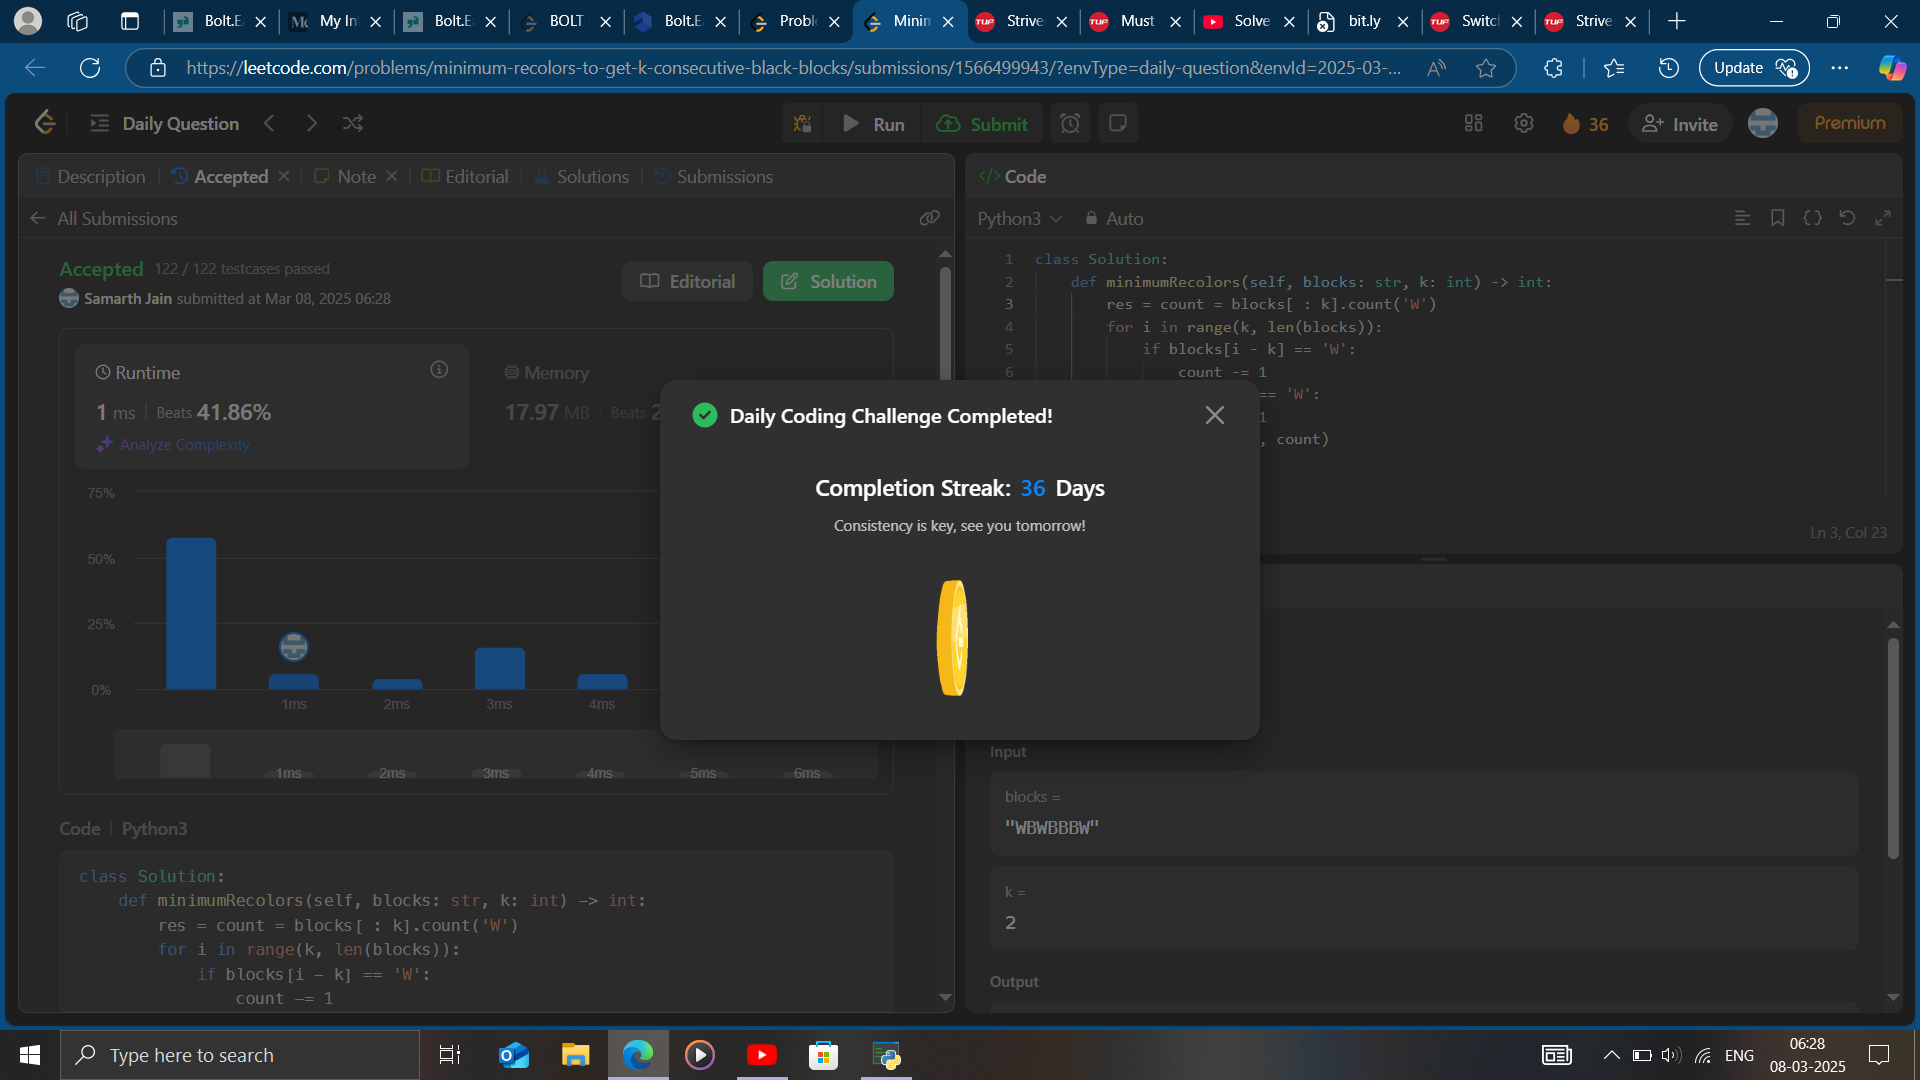 Bolt.E
My In
Bolt.E
BOLT
Bolt.E
Probl
Minin
Strive
Must
Solve
bit.ly
Switc
Strive
https://leetcode.com/problems/minimum-recolors-to-get-k-consecutive-black-blocks/submissions/1566499943/?envType=daily-question&envId=2025-03-...
Update
Daily Question
Run
Submit
36
Invite
Premium
Description
Accepted
Note
Editorial
Solutions
Submissions
All Submissions
Accepted 122 / 122 testcases passed
Samarth Jain submitted at Mar 08, 2025 06:28
Editorial
Solution
Runtime
1 ms | Beats 41.86%
Analyze Complexity
Memory
17.97 MB | Beats 2
75%
50%
25%
0%
1ms 2ms 3ms 4ms
1ms 2ms 3ms 4ms 5ms 6ms
Code | Python3
class Solution:
def minimumRecolors(self, blocks: str, k: int) -> int:
res = count = blocks[ : k].count('W')
for i in range(k, len(blocks)):
if blocks[i - k] == 'W':
count -= 1
</> Code
Python3
Auto
1 class Solution:
2 def minimumRecolors(self, blocks: str, k: int) -> int:
3 res = count = blocks[ : k].count('W')
4 for i in range(k, len(blocks)):
5 if blocks[i - k] == 'W':
6 count -= 1
== 'W':
1
, count)
Ln 3, Col 23
Daily Coding Challenge Completed!
Completion Streak: 36 Days
Consistency is key, see you tomorrow!
Input
blocks =
"WBWBBBW"
k =
2
Output
Type here to search
ENG
06:28
08-03-2025